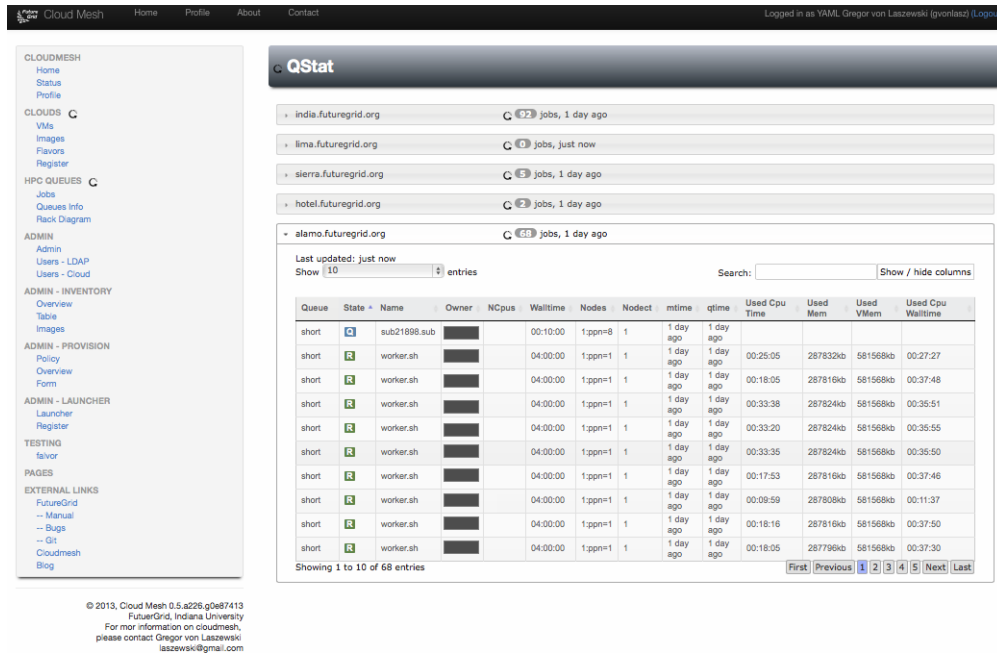 Future Grid Cloud Mesh Home Profile About Contact Logged in as YAML Gregor von Laszewski (gvonlasz) (Logou
CLOUDMESH
Home
Status
Profile
CLOUDS
VMs
Images
Flavors
Register
HPC QUEUES
Jobs
Queues Info
Rack Diagram
ADMIN
Admin
Users - LDAP
Users - Cloud
ADMIN - INVENTORY
Overview
Table
Images
ADMIN - PROVISION
Policy
Overview
Form
ADMIN - LAUNCHER
Launcher
Register
TESTING
faivor
PAGES
EXTERNAL LINKS
FutureGrid
-- Manual
-- Bugs
-- Git
Cloudmesh
Blog
© 2013, Cloud Mesh 0.5.a226.g0e87413
FutuerGrid, Indiana University
For mor information on cloudmesh,
please contact Gregor von Laszewski
laszewski@gmail.com
QStat
india.futuregrid.org 92 jobs, 1 day ago
lima.futuregrid.org 0 jobs, just now
sierra.futuregrid.org 5 jobs, 1 day ago
hotel.futuregrid.org 2 jobs, 1 day ago
alamo.futuregrid.org 68 jobs, 1 day ago
Last updated: just now
Show 10 entries Search: Show / hide columns
Queue State Name Owner NCpus Walltime Nodes Nodect mtime qtime Used Cpu Time Used Mem Used VMem Used Cpu Walltime
short Q sub21898.sub 00:10:00 1:ppn=8 1 1 day ago 1 day ago
short R worker.sh 04:00:00 1:ppn=1 1 1 day ago 1 day ago 00:25:05 287832kb 581568kb 00:27:27
short R worker.sh 04:00:00 1:ppn=1 1 1 day ago 1 day ago 00:18:05 287816kb 581568kb 00:37:48
short R worker.sh 04:00:00 1:ppn=1 1 1 day ago 1 day ago 00:33:38 287824kb 581568kb 00:35:51
short R worker.sh 04:00:00 1:ppn=1 1 1 day ago 1 day ago 00:33:20 287824kb 581568kb 00:35:55
short R worker.sh 04:00:00 1:ppn=1 1 1 day ago 1 day ago 00:33:35 287824kb 581568kb 00:35:50
short R worker.sh 04:00:00 1:ppn=1 1 1 day ago 1 day ago 00:17:53 287816kb 581568kb 00:37:46
short R worker.sh 04:00:00 1:ppn=1 1 1 day ago 1 day ago 00:09:59 287808kb 581568kb 00:11:37
short R worker.sh 04:00:00 1:ppn=1 1 1 day ago 1 day ago 00:18:16 287816kb 581568kb 00:37:50
short R worker.sh 04:00:00 1:ppn=1 1 1 day ago 1 day ago 00:18:05 287796kb 581568kb 00:37:30
Showing 1 to 10 of 68 entries First Previous 1 2 3 4 5 Next Last